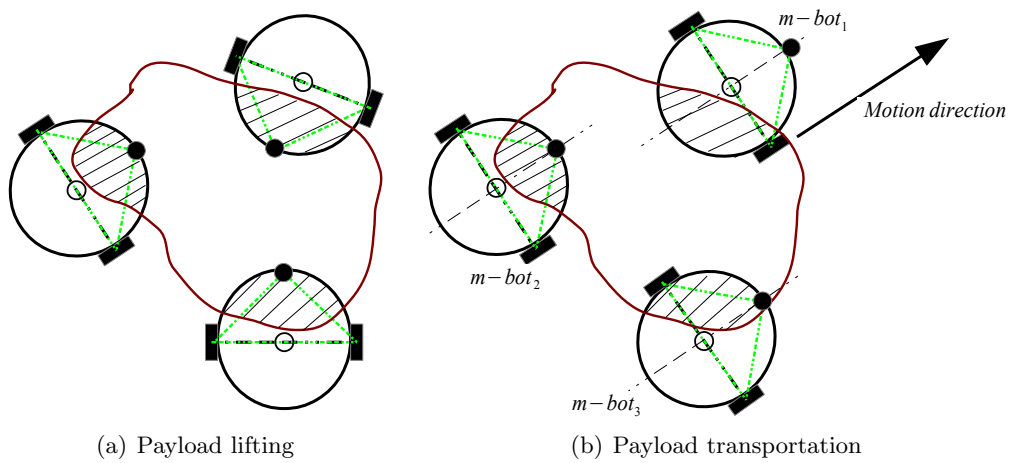 m−bot₁
Motion direction
m−bot₂
m−bot₃
(a) Payload lifting
(b) Payload transportation